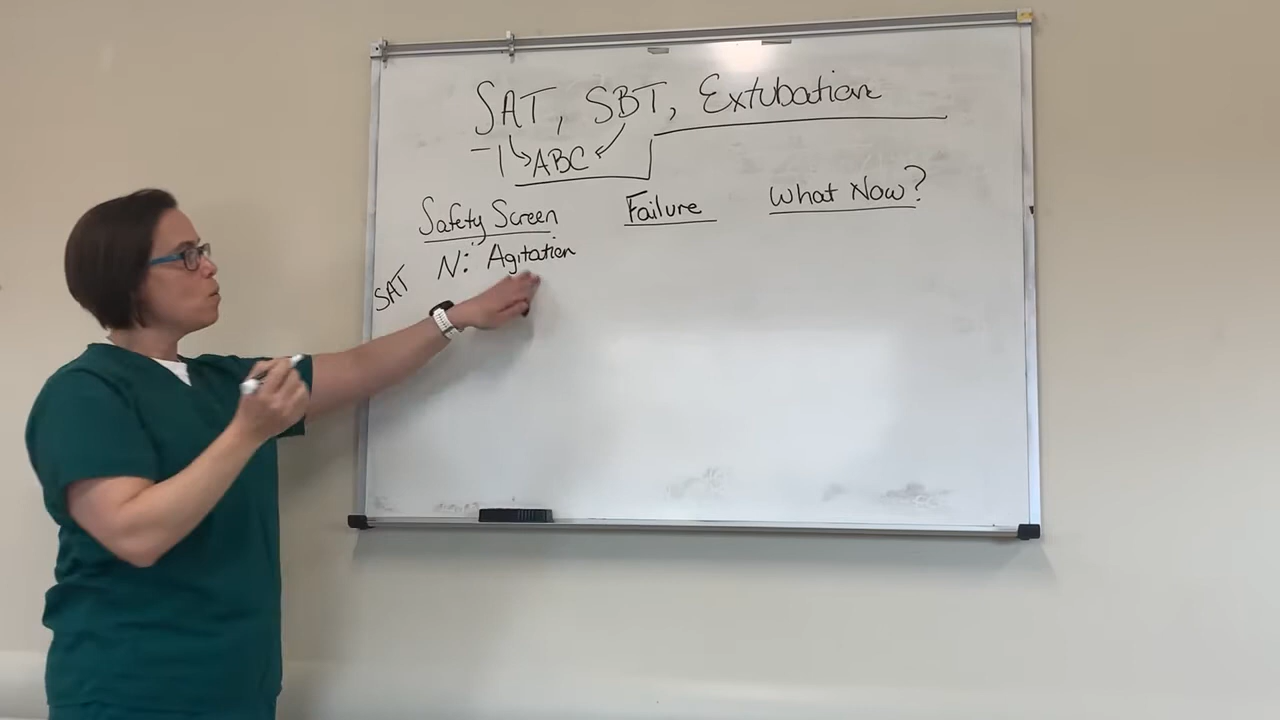 SAT, SBT, Extubation
ABC
Safety Screen Failure What Now?
SAT N: Agitation